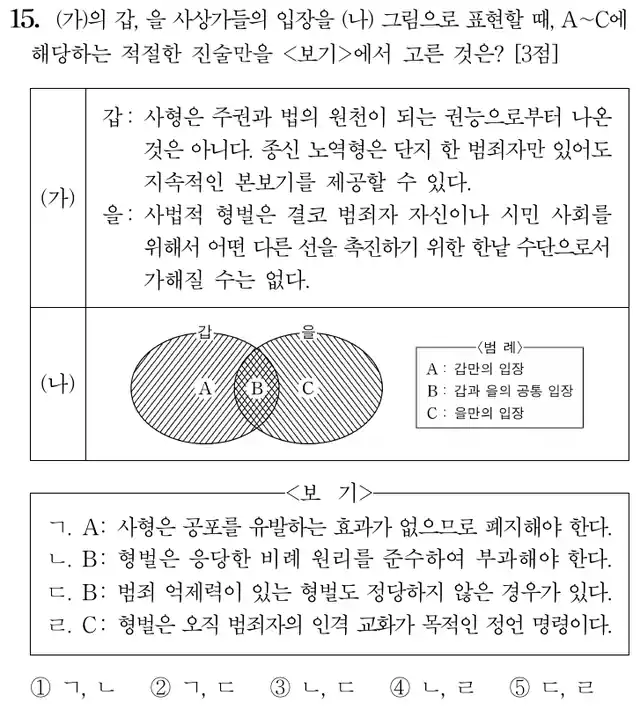 15. (가)의 갑, 을 사상가들의 입장을 (나) 그림으로 표현할 때, A~C에
해당하는 적절한 진술만을 <보기>에서 고른 것은? [3점]
(가)
갑: 사형은 주권과 법의 원천이 되는 권능으로부터 나온
것은 아니다. 종신 노역형은 단지 한 범죄자만 있어도
지속적인 본보기를 제공할 수 있다.
을: 사법적 형벌은 결코 범죄자 자신이나 시민 사회를
위해서 어떤 다른 선을 촉진하기 위한 한낱 수단으로서
가해질 수는 없다.
(나)
갑 을
A B C
<범 례>
A : 갑만의 입장
B : 갑과 을의 공통 입장
C : 을만의 입장
<보 기>
ㄱ. A: 사형은 공포를 유발하는 효과가 없으므로 폐지해야 한다.
ㄴ. B: 형벌은 응당한 비례 원리를 준수하여 부과해야 한다.
ㄷ. B: 범죄 억제력이 있는 형벌도 정당하지 않은 경우가 있다.
ㄹ. C: 형벌은 오직 범죄자의 인격 교화가 목적인 정언 명령이다.
① ㄱ, ㄴ ② ㄱ, ㄷ ③ ㄴ, ㄷ ④ ㄴ, ㄹ ⑤ ㄷ, ㄹ